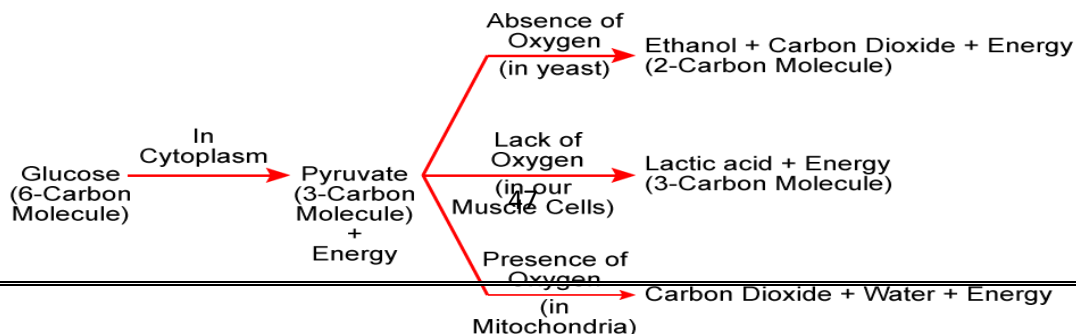 Glucose
(6-Carbon
Molecule)
In
Cytoplasm
Pyruvate
(3-Carbon
Molecule)
+
Energy
Absence of
Oxygen
(in yeast)
Ethanol + Carbon Dioxide + Energy
(2-Carbon Molecule)
Lack of
Oxygen
(in our
Muscle Cells)
47
Lactic acid + Energy
(3-Carbon Molecule)
Presence of
Oxygen
(in
Mitochondria)
Carbon Dioxide + Water + Energy